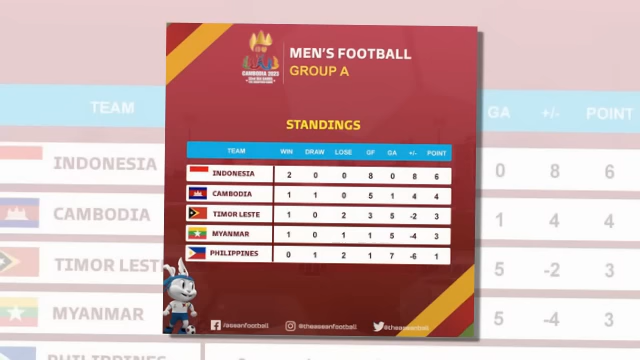 MEN'S FOOTBALL
GROUP A
CAMBODIA 2023
STANDINGS
TEAM WIN DRAW LOSE GF GA +/- POINT
INDONESIA 2 0 0 8 0 8 6
CAMBODIA 1 1 0 5 1 4 4
TIMOR LESTE 1 0 2 3 5 -2 3
MYANMAR 1 0 1 1 5 -4 3
PHILIPPINES 0 1 2 1 7 -6 1
/aseanfootball
theaseanfootball
theaseanfootball
TEAM GA +/- POINT
INDONESIA 0 8 6
CAMBODIA 1 4 4
TIMOR LEST 5 -2 3
MYANMAR 5 -4 3
PHILIPPINES